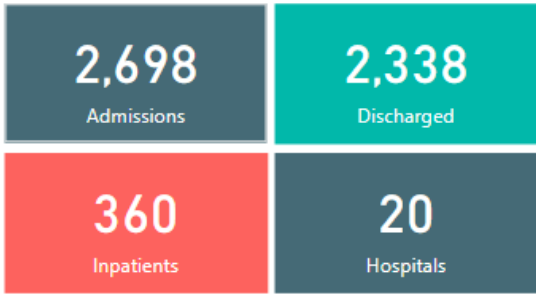 2,698
Admissions
2,338
Discharged
360
Inpatients
20
Hospitals